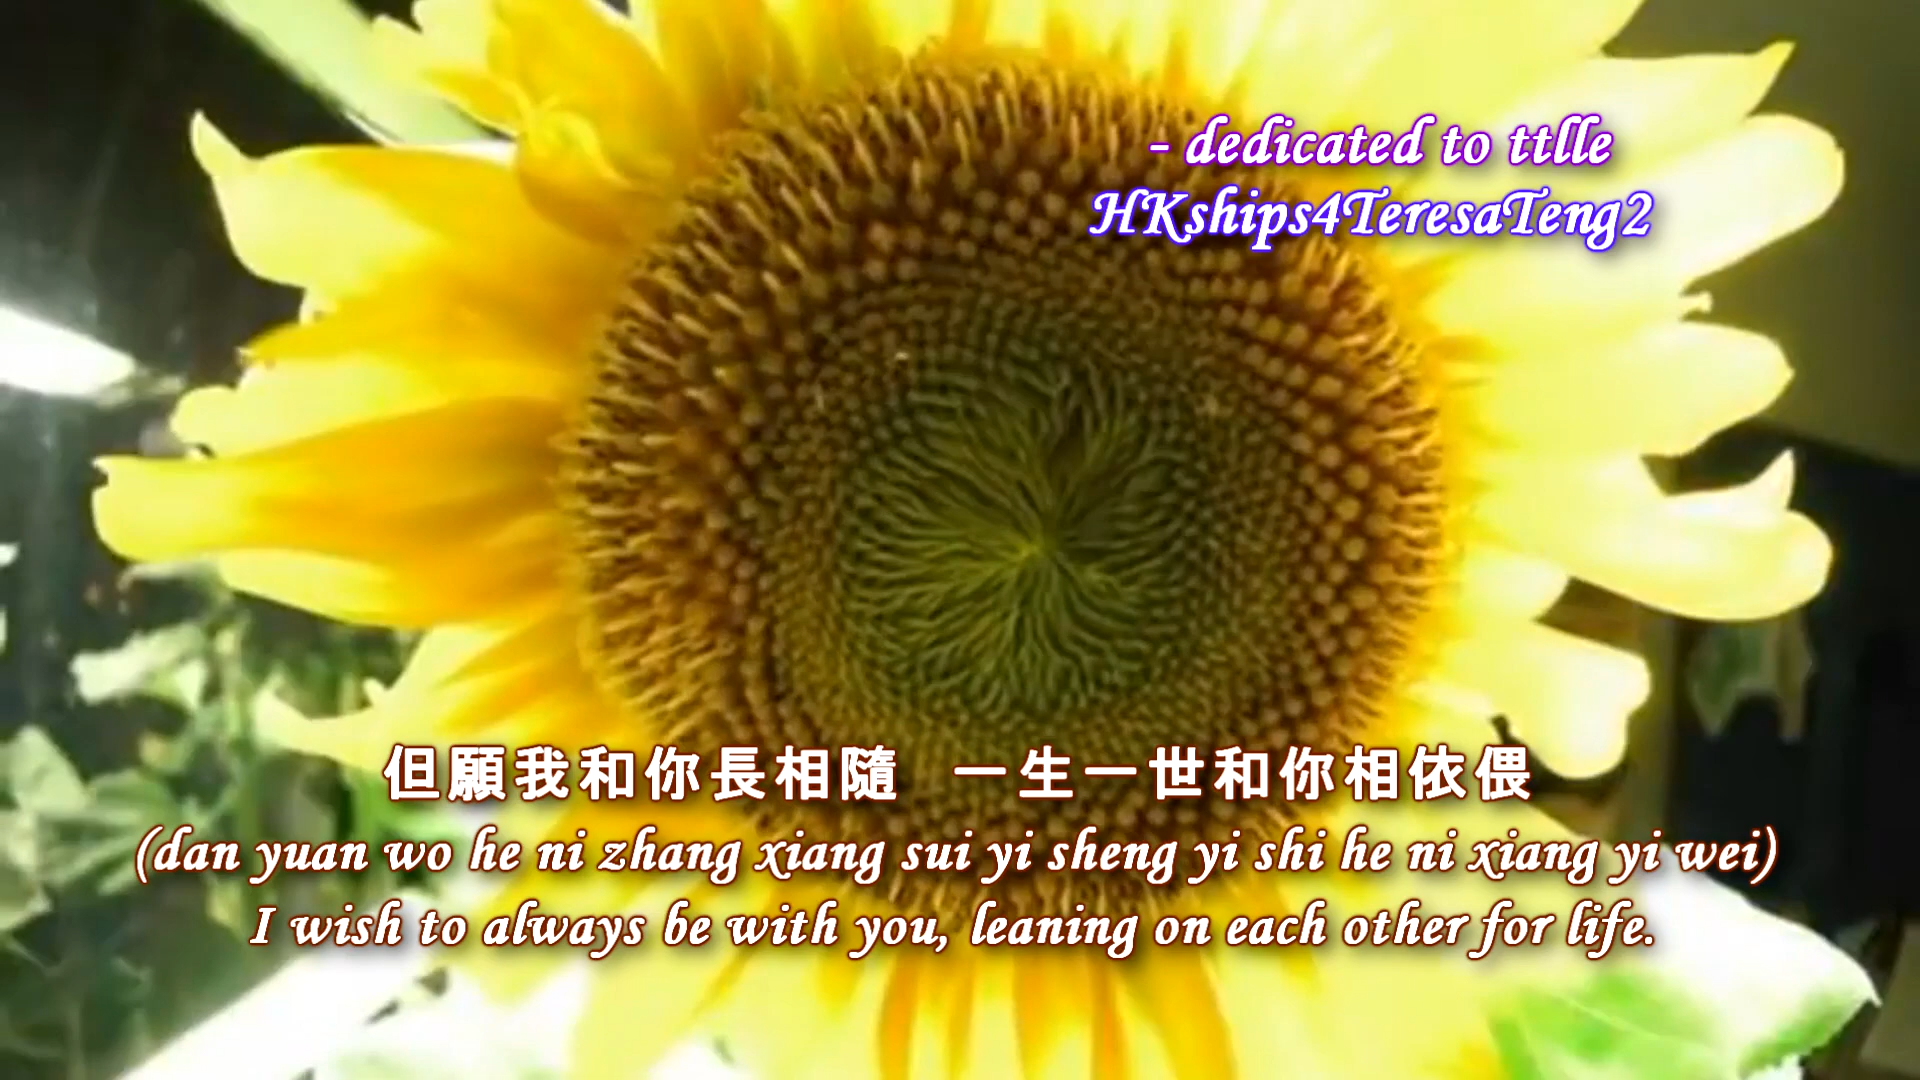 - dedicated to ttlle
HKships4TeresaTeng2
但願我和你長相隨 一生一世和你相依偎
(dan yuan wo he ni zhang xiang sui yi sheng yi shi he ni xiang yi wei)
I wish to always be with you, leaning on each other for life.